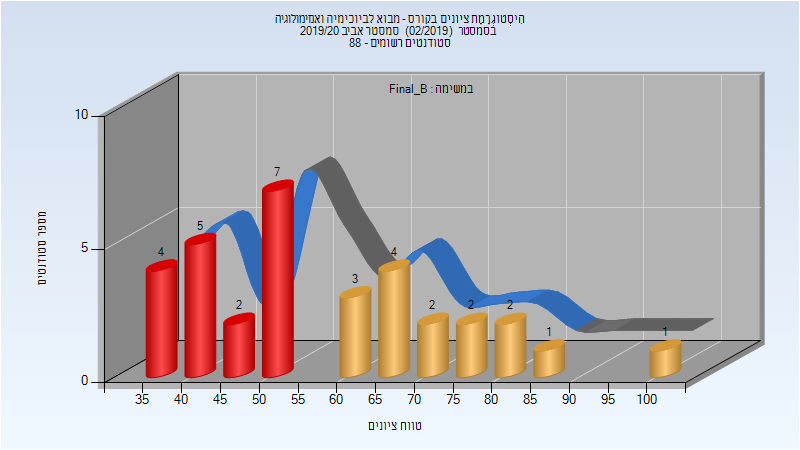 היסטוגרמת ציונים בקורס - מבוא לביוכימיה ואנזימולוגיה
בסמסטר  (02/2019)  סמסטר אביב 2019/20
סטודנטים רשומים - 88
במשימה : Final_B
10
5
0
מספר סטודנטים
4
5
2
7
3
4
2
2
2
1
1
35 40 45 50 55 60 65 70 75 80 85 90 95 100
טווח ציונים